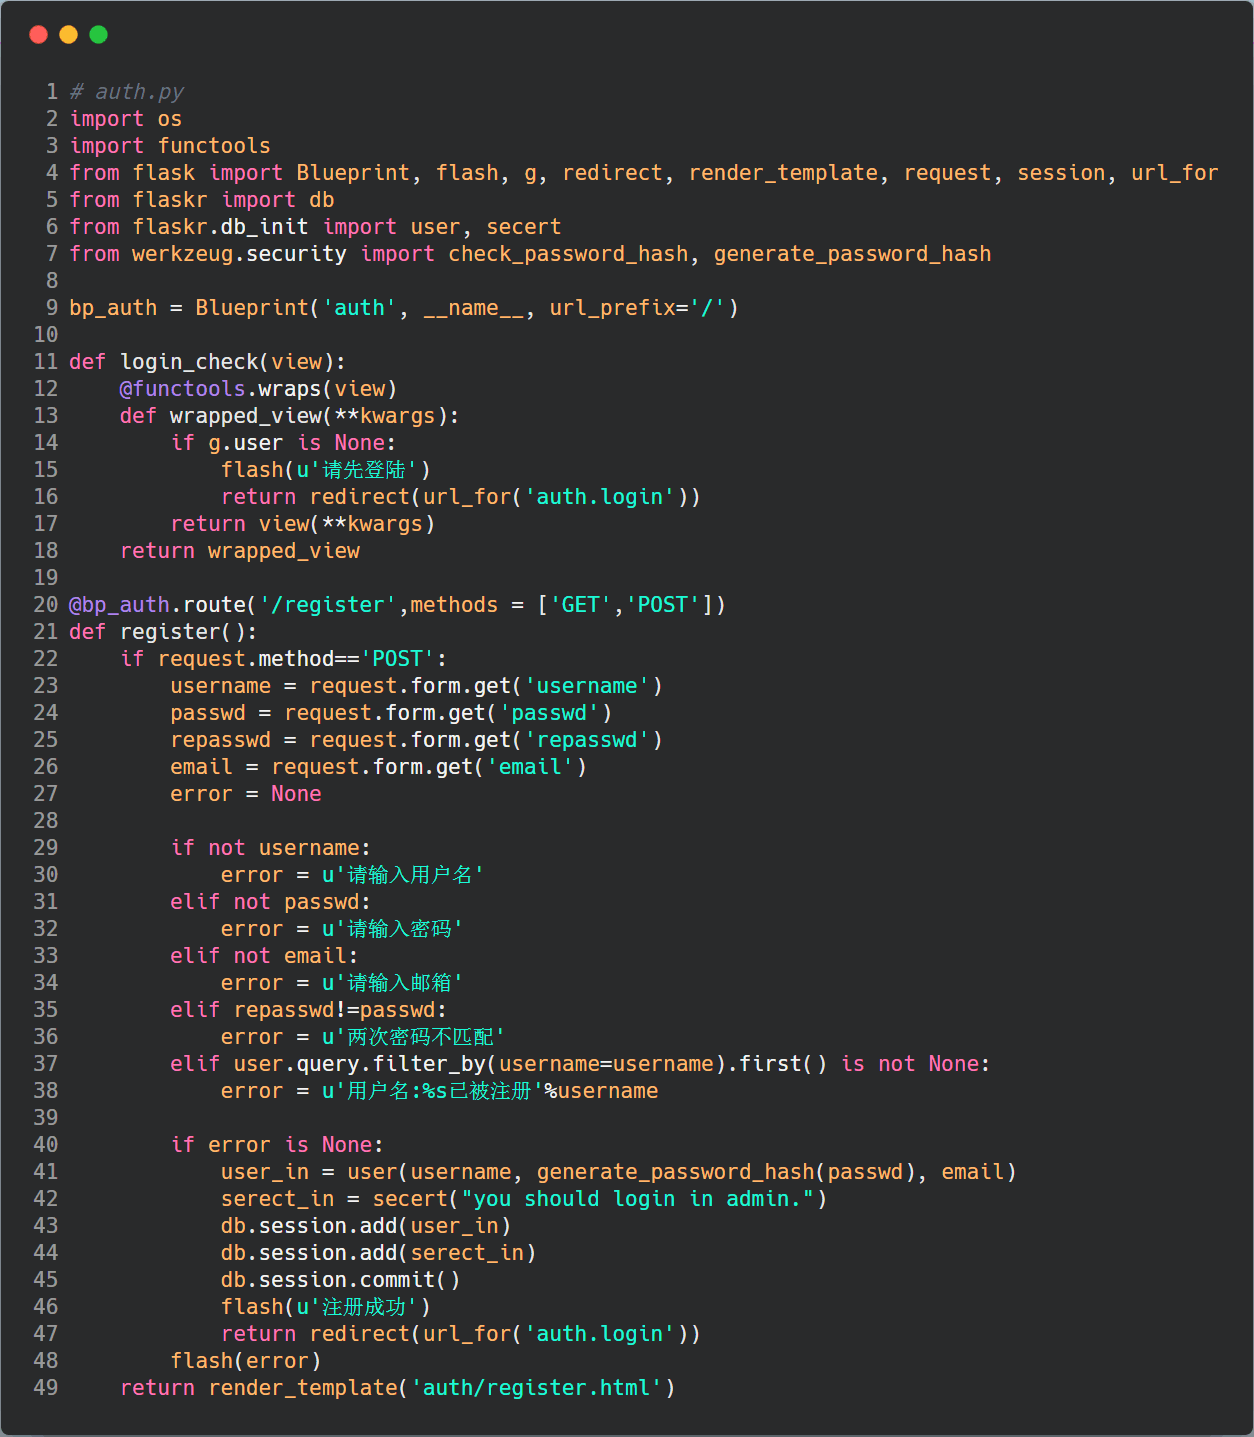 1 # auth.py
2 import os
3 import functools
4 from flask import Blueprint, flash, g, redirect, render_template, request, session, url_for
5 from flaskr import db
6 from flaskr.db_init import user, secert
7 from werkzeug.security import check_password_hash, generate_password_hash
8
9 bp_auth = Blueprint('auth', __name__, url_prefix='/')
10
11 def login_check(view):
12     @functools.wraps(view)
13     def wrapped_view(**kwargs):
14         if g.user is None:
15             flash(u'请先登陆')
16             return redirect(url_for('auth.login'))
17         return view(**kwargs)
18     return wrapped_view
19
20 @bp_auth.route('/register',methods = ['GET','POST'])
21 def register():
22     if request.method=='POST':
23         username = request.form.get('username')
24         passwd = request.form.get('passwd')
25         repasswd = request.form.get('repasswd')
26         email = request.form.get('email')
27         error = None
28
29         if not username:
30             error = u'请输入用户名'
31         elif not passwd:
32             error = u'请输入密码'
33         elif not email:
34             error = u'请输入邮箱'
35         elif repasswd!=passwd:
36             error = u'两次密码不匹配'
37         elif user.query.filter_by(username=username).first() is not None:
38             error = u'用户名:%s已被注册'%username
39
40         if error is None:
41             user_in = user(username, generate_password_hash(passwd), email)
42             serect_in = secert("you should login in admin.")
43             db.session.add(user_in)
44             db.session.add(serect_in)
45             db.session.commit()
46             flash(u'注册成功')
47             return redirect(url_for('auth.login'))
48         flash(error)
49     return render_template('auth/register.html')